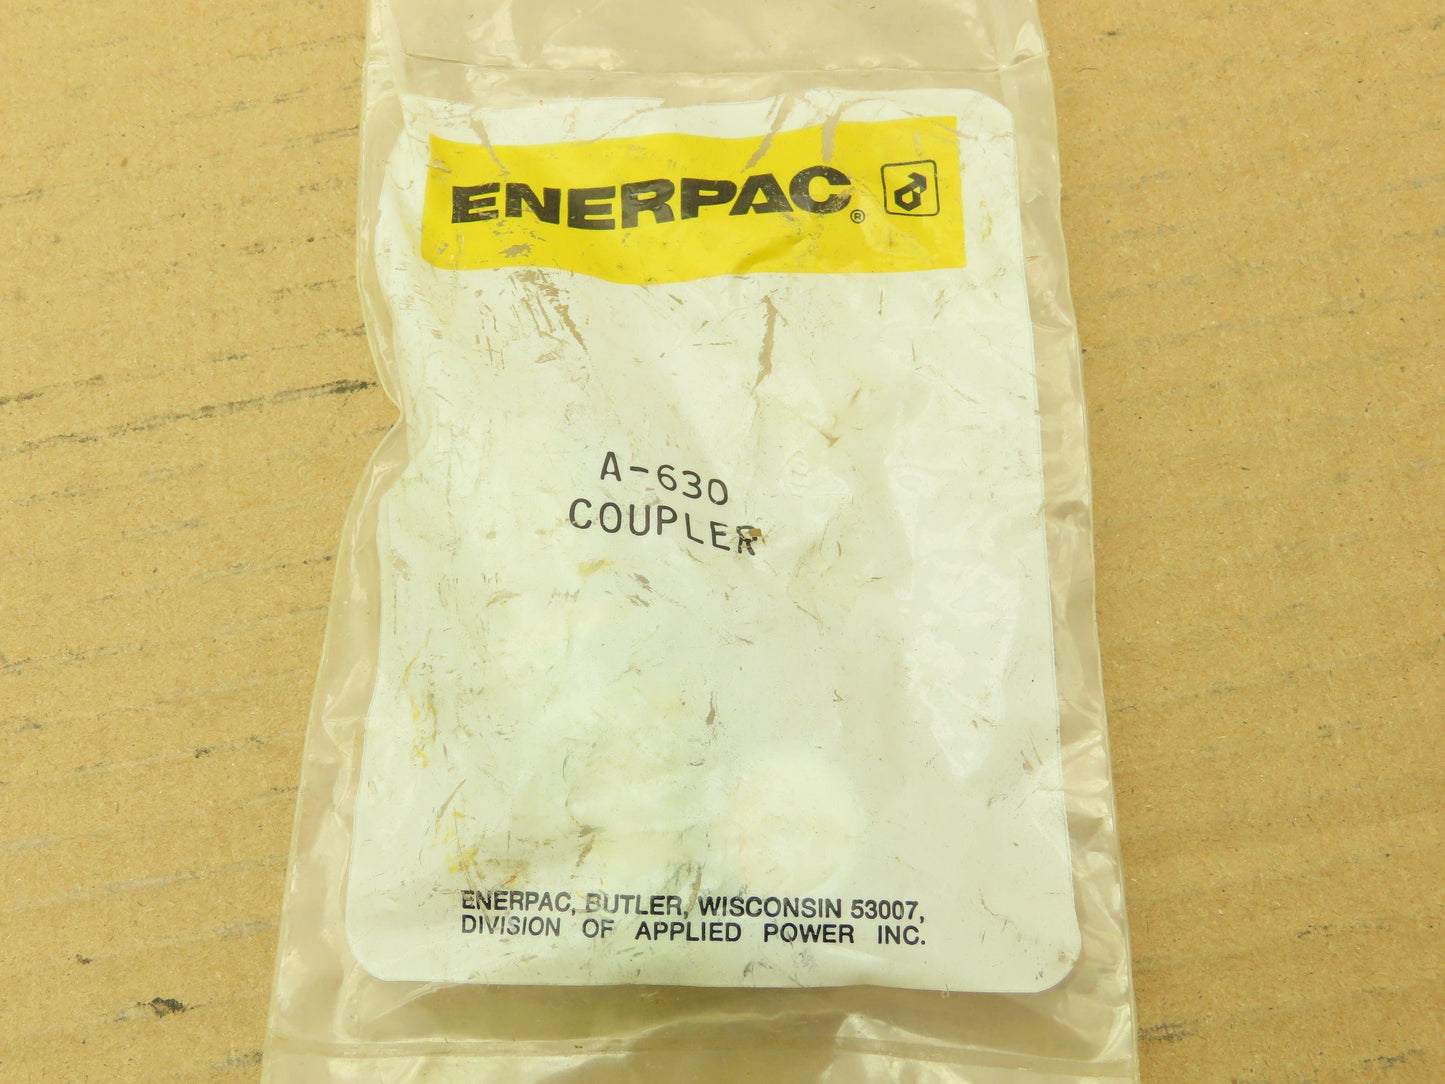 ENERPAC®
A-630
COUPLER
ENERPAC, BUTLER, WISCONSIN 53007,
DIVISION OF APPLIED POWER INC.